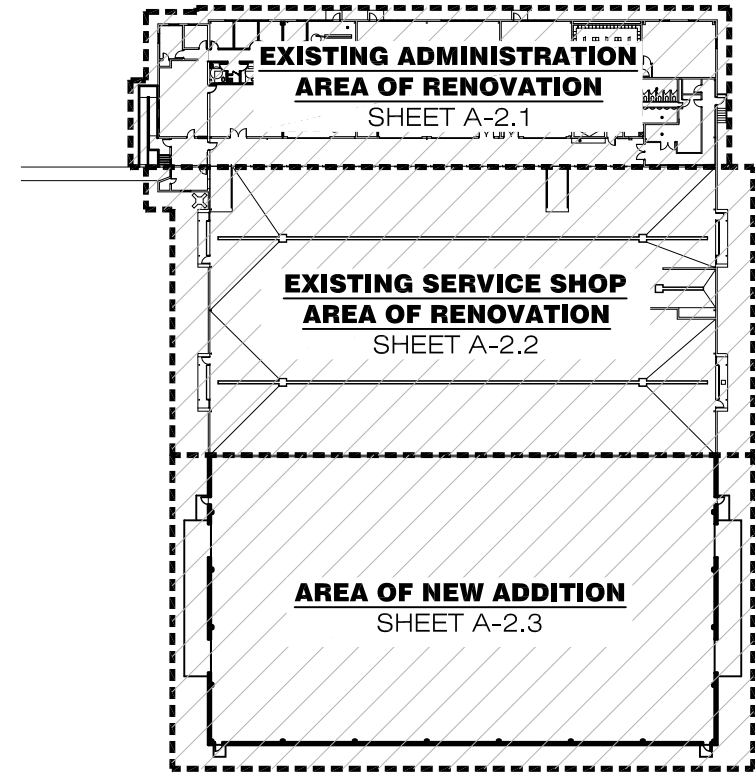 EXISTING ADMINISTRATION
AREA OF RENOVATION
SHEET A-2.1
EXISTING SERVICE SHOP
AREA OF RENOVATION
SHEET A-2.2
AREA OF NEW ADDITION
SHEET A-2.3